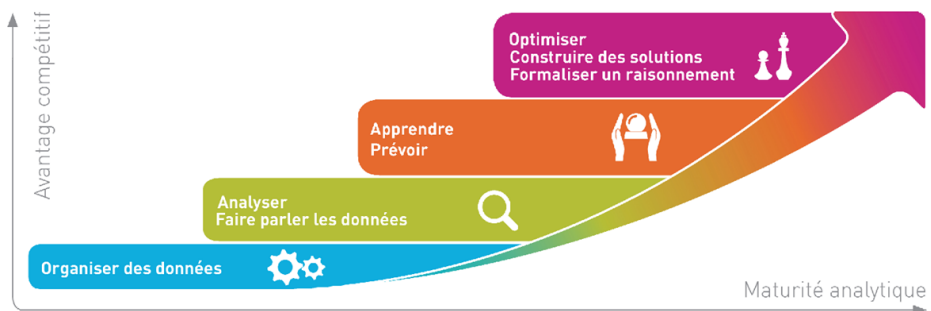 Avantage compétitif
Optimiser
Construire des solutions
Formaliser un raisonnement
Apprendre
Prévoir
Analyser
Faire parler les données
Organiser des données
Maturité analytique